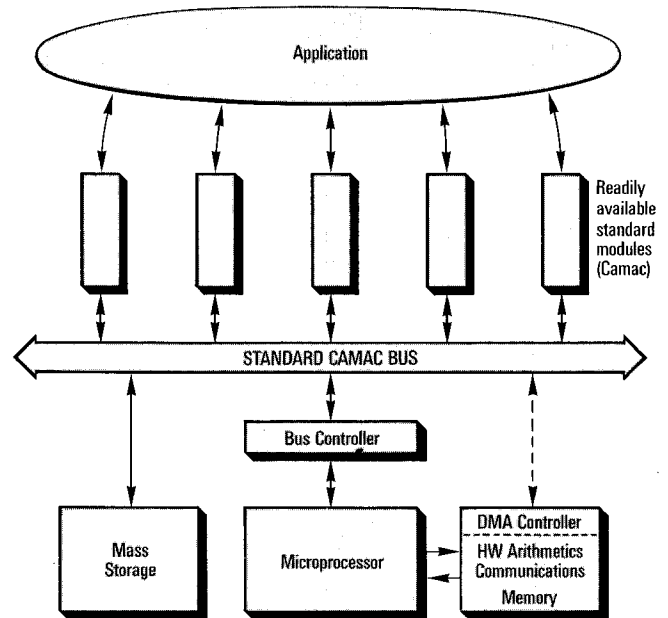 Application
Readily
available
standard
modules
(Camac)
STANDARD CAMAC BUS
Bus Controller
Mass
Storage
Microprocessor
DMA Controller
HW Arithmetics
Communications
Memory